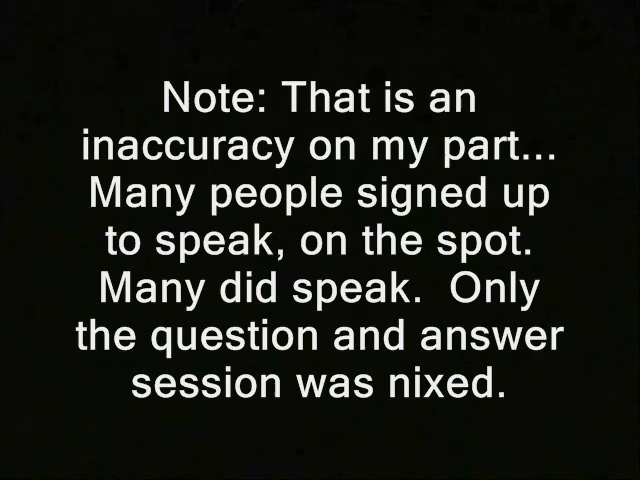 Note: That is an
inaccuracy on my part...
Many people signed up
to speak, on the spot.
Many did speak.  Only
the question and answer
session was nixed.